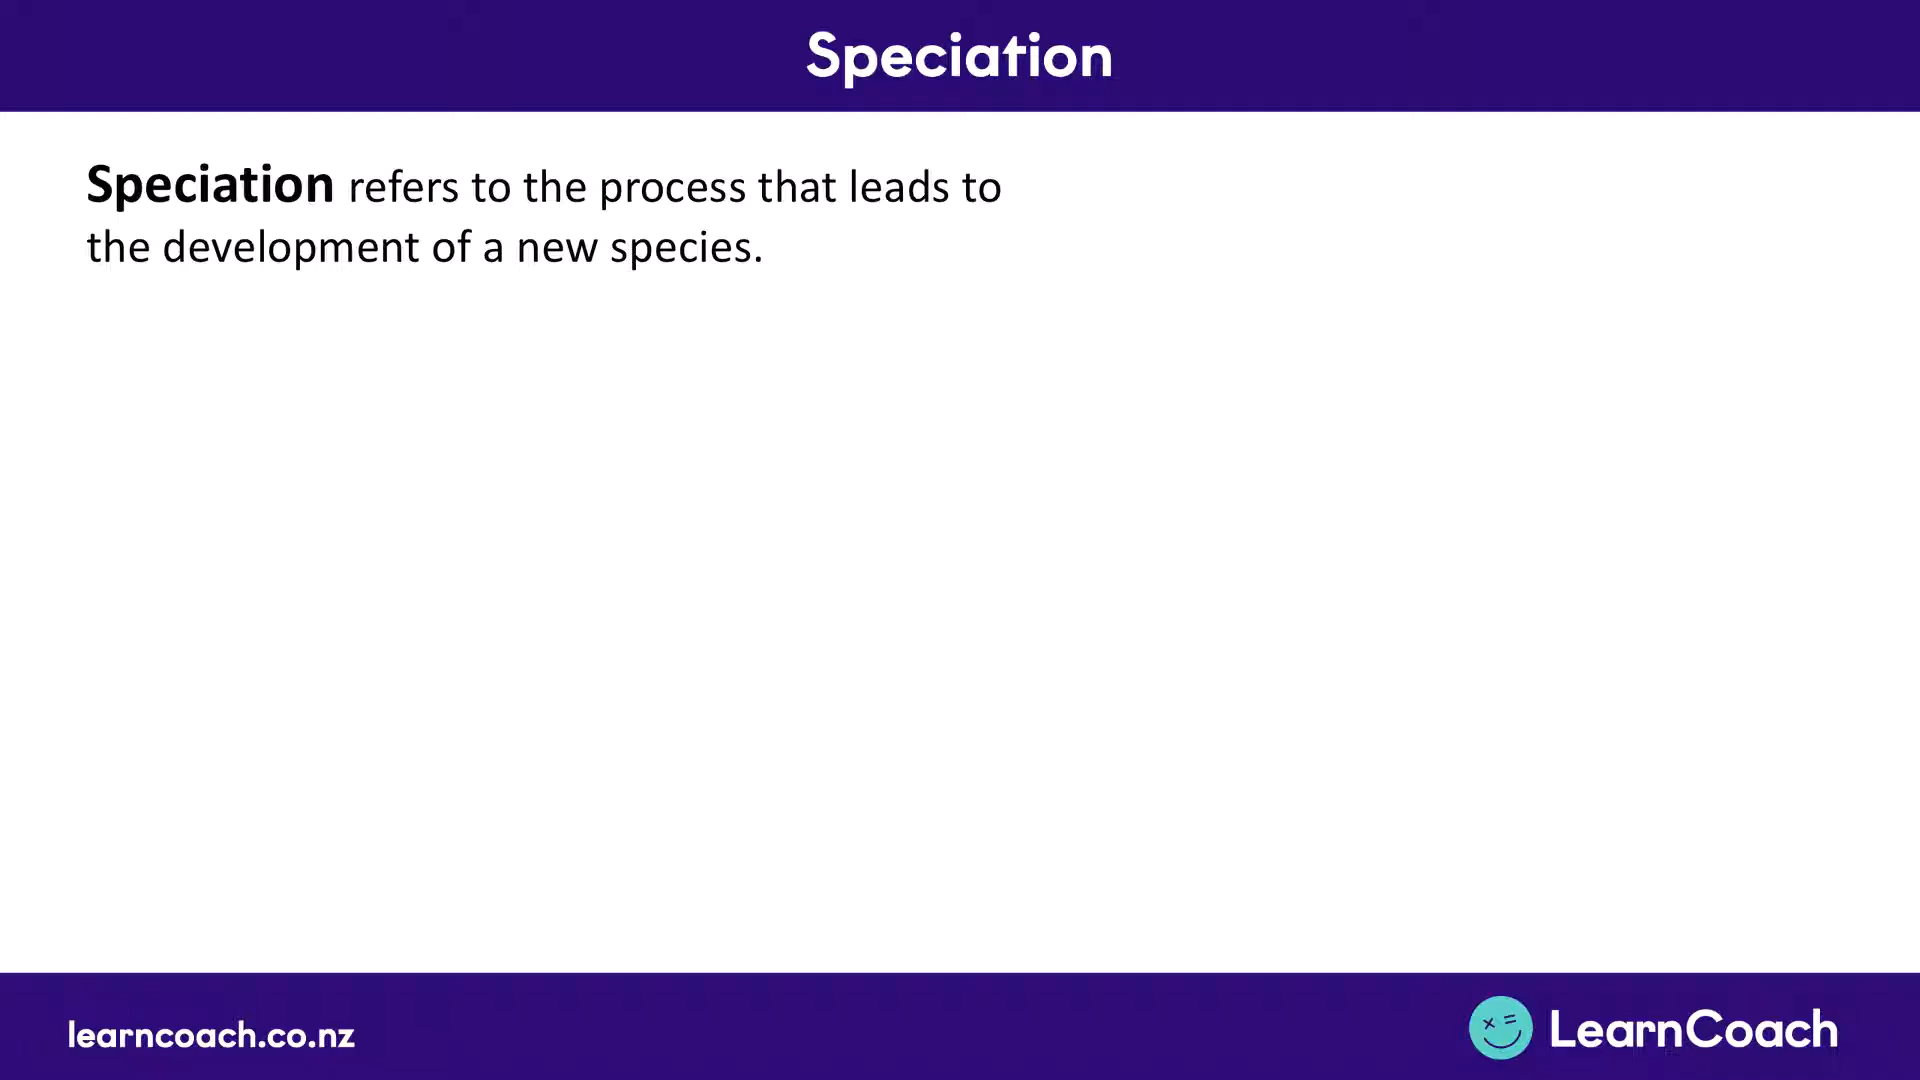 Speciation
Speciation refers to the process that leads to
the development of a new species.
learncoach.co.nz
LearnCoach